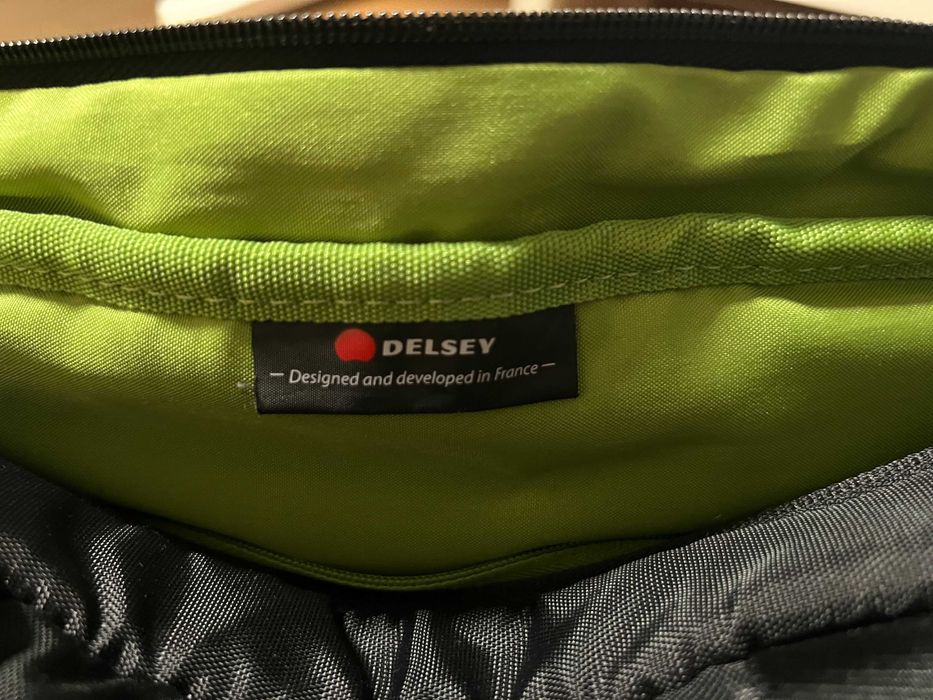 DELSEY
— Designed and developed in France —